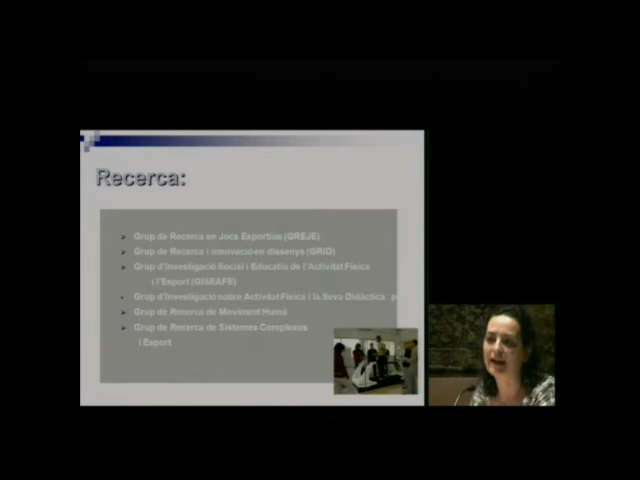 Recerca:
Grup de Recerca en Jocs Esportius (GREJE)
Grup de Recerca i innovació en dissenys (GRID)
Grup d'Investigació Social i Educatiu de l'Activitat Física
i l'Esport (GISEAFE)
Grup d'Investigació sobre Activitat Física i la Seva Didàctica p
Grup de Recerca de Moviment Humà
Grup de Recerca de Sistemes Complexos
i Esport